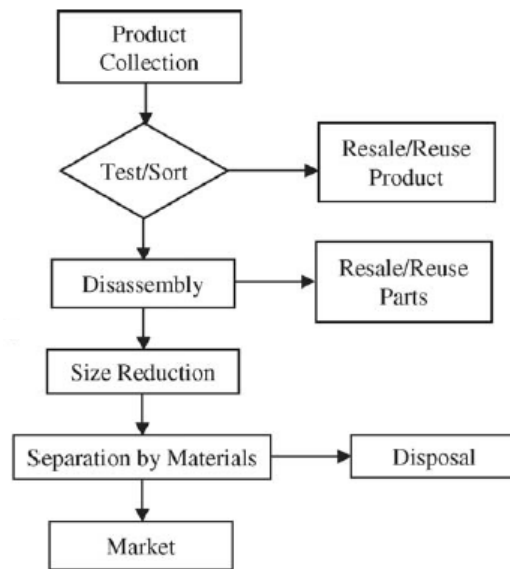 Product
Collection
Test/Sort
Resale/Reuse
Product
Disassembly
Resale/Reuse
Parts
Size Reduction
Separation by Materials
Disposal
Market